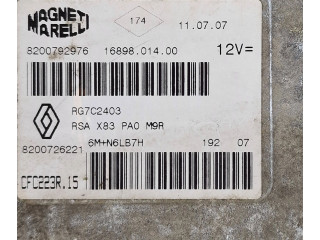 MAGNETI MARELLI
174
11.07.07
8200792976 16898.014.00 12V=
RG7C2403
RSA X83 PA0 M9R
8200726221 6M+N6LB7H 192 07
CFC223R.15